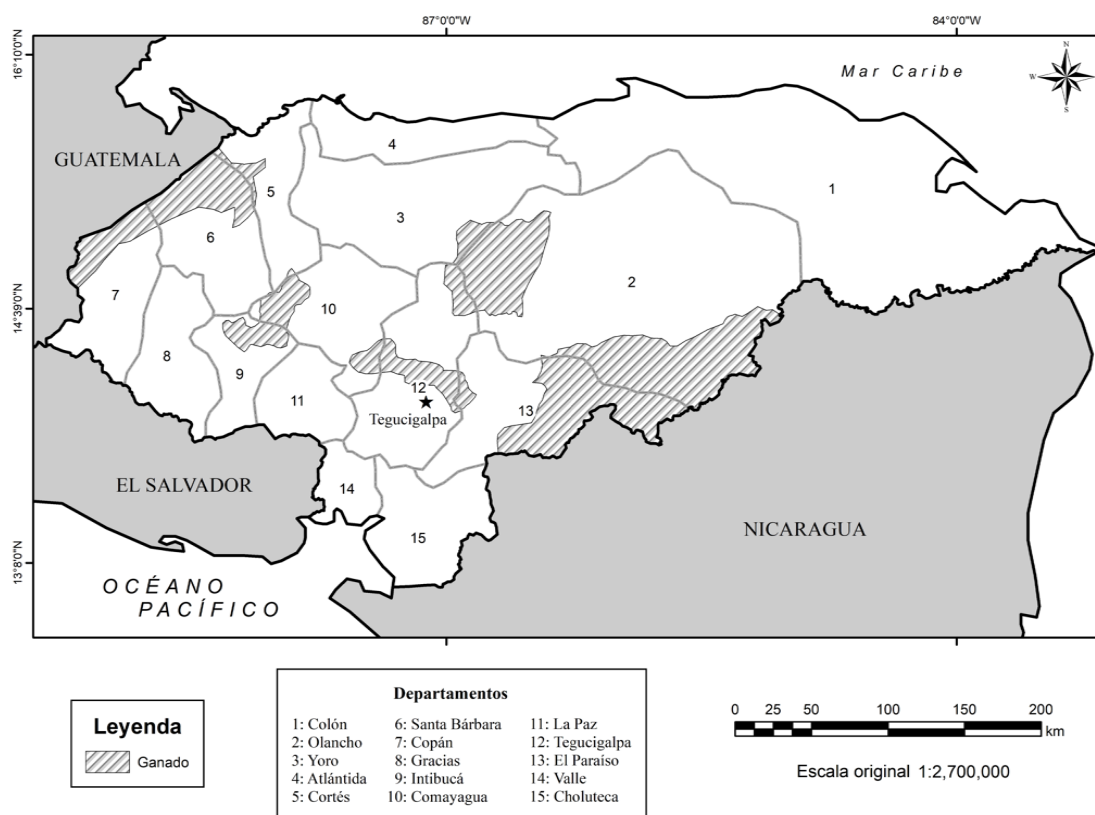 87°0'0"W
84°0'0"W
16°10'0"N
14°39'0"N
13°8'0"N
Mar Caribe
N
W
E
S
GUATEMALA
4
5
1
3
6
2
7
10
8
9
12
11
13
Tegucigalpa
EL SALVADOR
14
15
NICARAGUA
OCÉANO
PACÍFICO
Leyenda
Ganado
Departamentos
1: Colón
2: Olancho
3: Yoro
4: Atlántida
5: Cortés
6: Santa Bárbara
7: Copán
8: Gracias
9: Intibucá
10: Comayagua
11: La Paz
12: Tegucigalpa
13: El Paraíso
14: Valle
15: Choluteca
0 25 50 100 150 200
km
Escala original 1:2,700,000